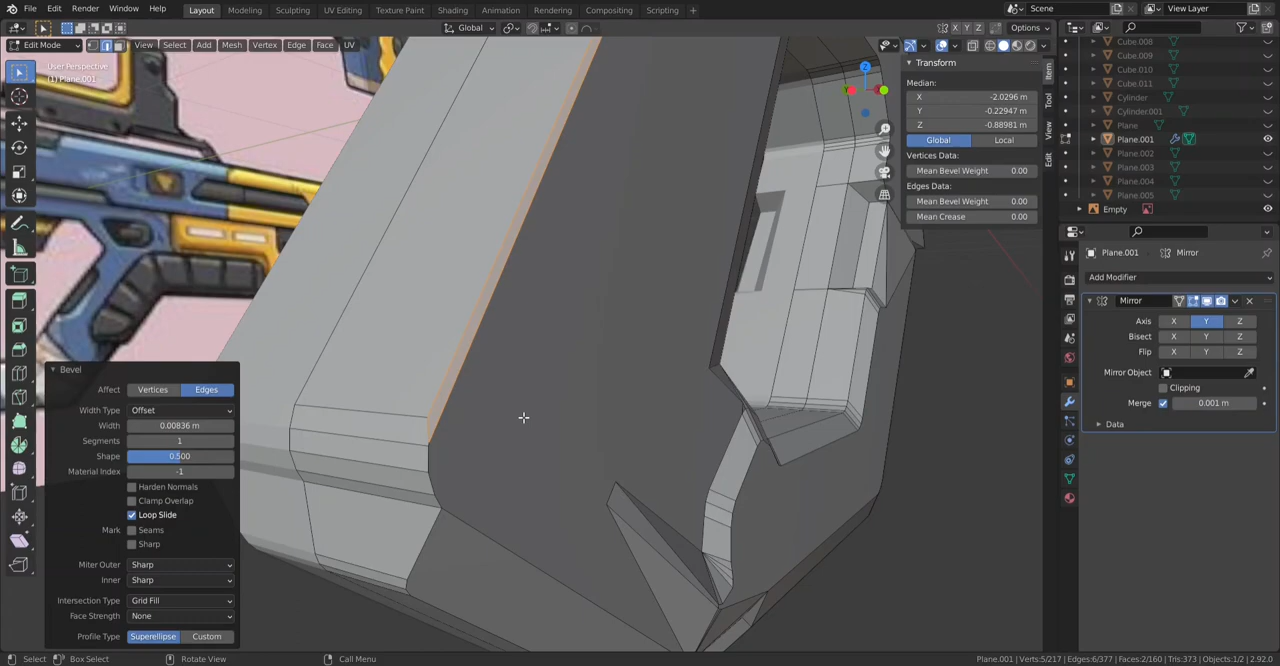 File Edit Render Window Help Layout Modeling Sculpting UV Editing Texture Paint Shading Animation Rendering Compositing Scripting + Scene View Layer
Global Options
Edit Mode View Select Add Mesh Vertex Edge Face UV
User Perspective
(1) Plane.001
Transform
Median:
X -2.0296 m
Y -0.22947 m
Z -0.88981 m
Global Local
Vertices Data:
Mean Bevel Weight 0.00
Edges Data:
Mean Bevel Weight 0.00
Mean Crease 0.00
Item
Tool
View
Edit
X Y Z
Z
Cube.008
Cube.009
Cube.010
Cube.011
Cylinder
Cylinder.001
Plane
Plane.001
Plane.002
Plane.003
Plane.004
Plane.005
Empty
Plane.001 Mirror
Add Modifier
Mirror
Axis X Y Z
Bisect X Y Z
Flip X Y Z
Mirror Object
Clipping
Merge 0.001 m
Data
Bevel
Affect Vertices Edges
Width Type Offset
Width 0.00836 m
Segments 1
Shape 0.500
Material Index -1
Harden Normals
Clamp Overlap
Loop Slide
Mark Seams
Sharp
Miter Outer Sharp
Inner Sharp
Intersection Type Grid Fill
Face Strength None
Profile Type Superellipse Custom
Select Box Select Rotate View Call Menu Plane.001 | Verts:5/217 | Edges:6/377 | Faces:2/160 | Tris:373 | Objects:1/2 | 2.92.0